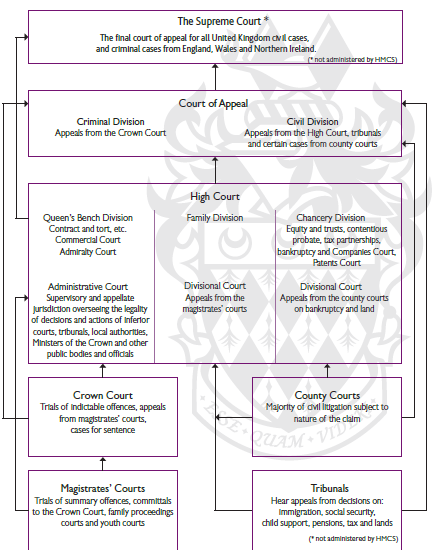 The Supreme Court *
The final court of appeal for all United Kingdom civil cases,
and criminal cases from England, Wales and Northern Ireland.
(* not administered by HMCS)
Court of Appeal
Criminal Division
Appeals from the Crown Court
Civil Division
Appeals from the High Court, tribunals
and certain cases from county courts
High Court
Queen's Bench Division
Contract and tort, etc.
Commercial Court
Admiralty Court
Administrative Court
Supervisory and appellate
jurisdiction overseeing the legality
of decisions and actions of inferior
courts, tribunals, local authorities,
Ministers of the Crown and other
public bodies and officials
Family Division
Divisional Court
Appeals from the
magistrates' courts
Chancery Division
Equity and trusts, contentious
probate, tax partnerships,
bankruptcy and Companies Court,
Patents Court
Divisional Court
Appeals from the county courts
on bankruptcy and land
Crown Court
Trials of indictable offences, appeals
from magistrates' courts,
cases for sentence
County Courts
Majority of civil litigation subject to
nature of the claim
Magistrates' Courts
Trials of summary offences, committals
to the Crown Court, family proceedings
courts and youth courts
Tribunals
Hear appeals from decisions on:
immigration, social security,
child support, pensions, tax and lands
(* not administered by HMCS)
ESSE · QUAM · VIDERI